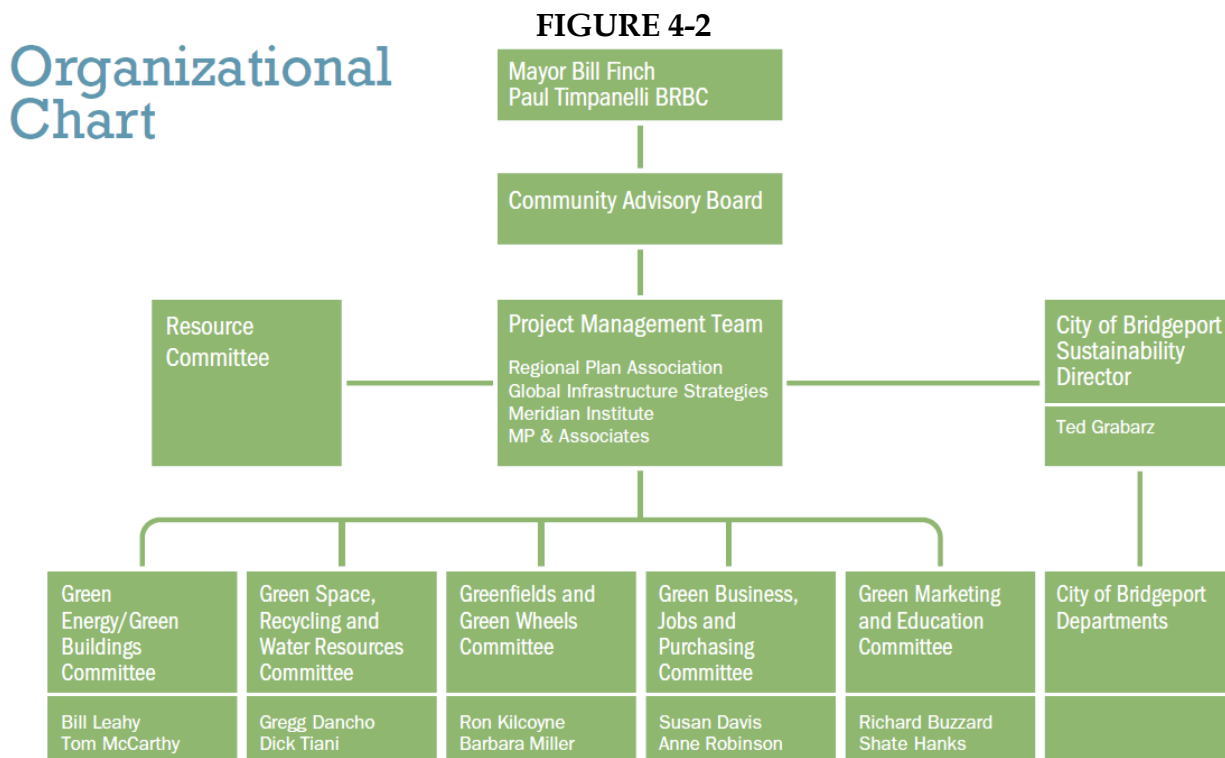 FIGURE 4-2
Organizational
Chart
Mayor Bill Finch
Paul Timpanelli BRBC
Community Advisory Board
Resource
Committee
Project Management Team
Regional Plan Association
Global Infrastructure Strategies
Meridian Institute
MP & Associates
City of Bridgeport
Sustainability
Director
Ted Grabarz
Green
Energy/Green
Buildings
Committee
Bill Leahy
Tom McCarthy
Green Space,
Recycling and
Water Resources
Committee
Gregg Dancho
Dick Tiani
Greenfields and
Green Wheels
Committee
Ron Kilcoyne
Barbara Miller
Green Business,
Jobs and
Purchasing
Committee
Susan Davis
Anne Robinson
Green Marketing
and Education
Committee
Richard Buzzard
Shate Hanks
City of Bridgeport
Departments